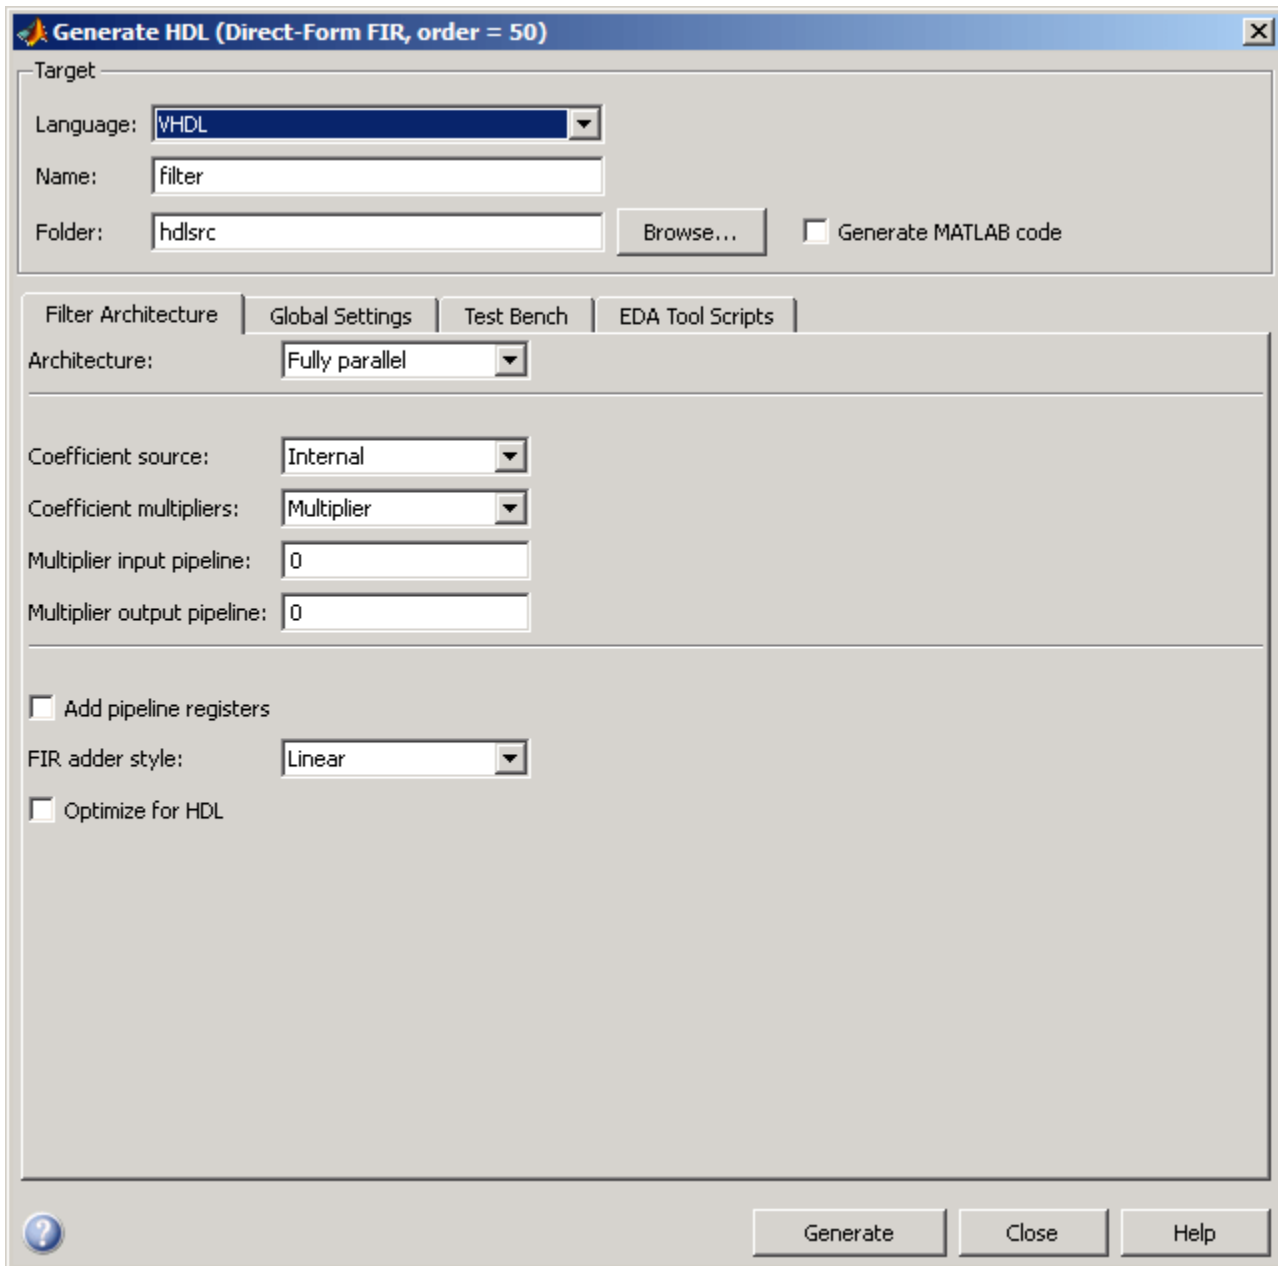 Generate HDL (Direct-Form FIR, order = 50)
Target
Language: VHDL
Name: filter
Folder: hdlsrc Browse... Generate MATLAB code
Filter Architecture Global Settings Test Bench EDA Tool Scripts
Architecture: Fully parallel
Coefficient source: Internal
Coefficient multipliers: Multiplier
Multiplier input pipeline: 0
Multiplier output pipeline: 0
Add pipeline registers
FIR adder style: Linear
Optimize for HDL
? Generate Close Help